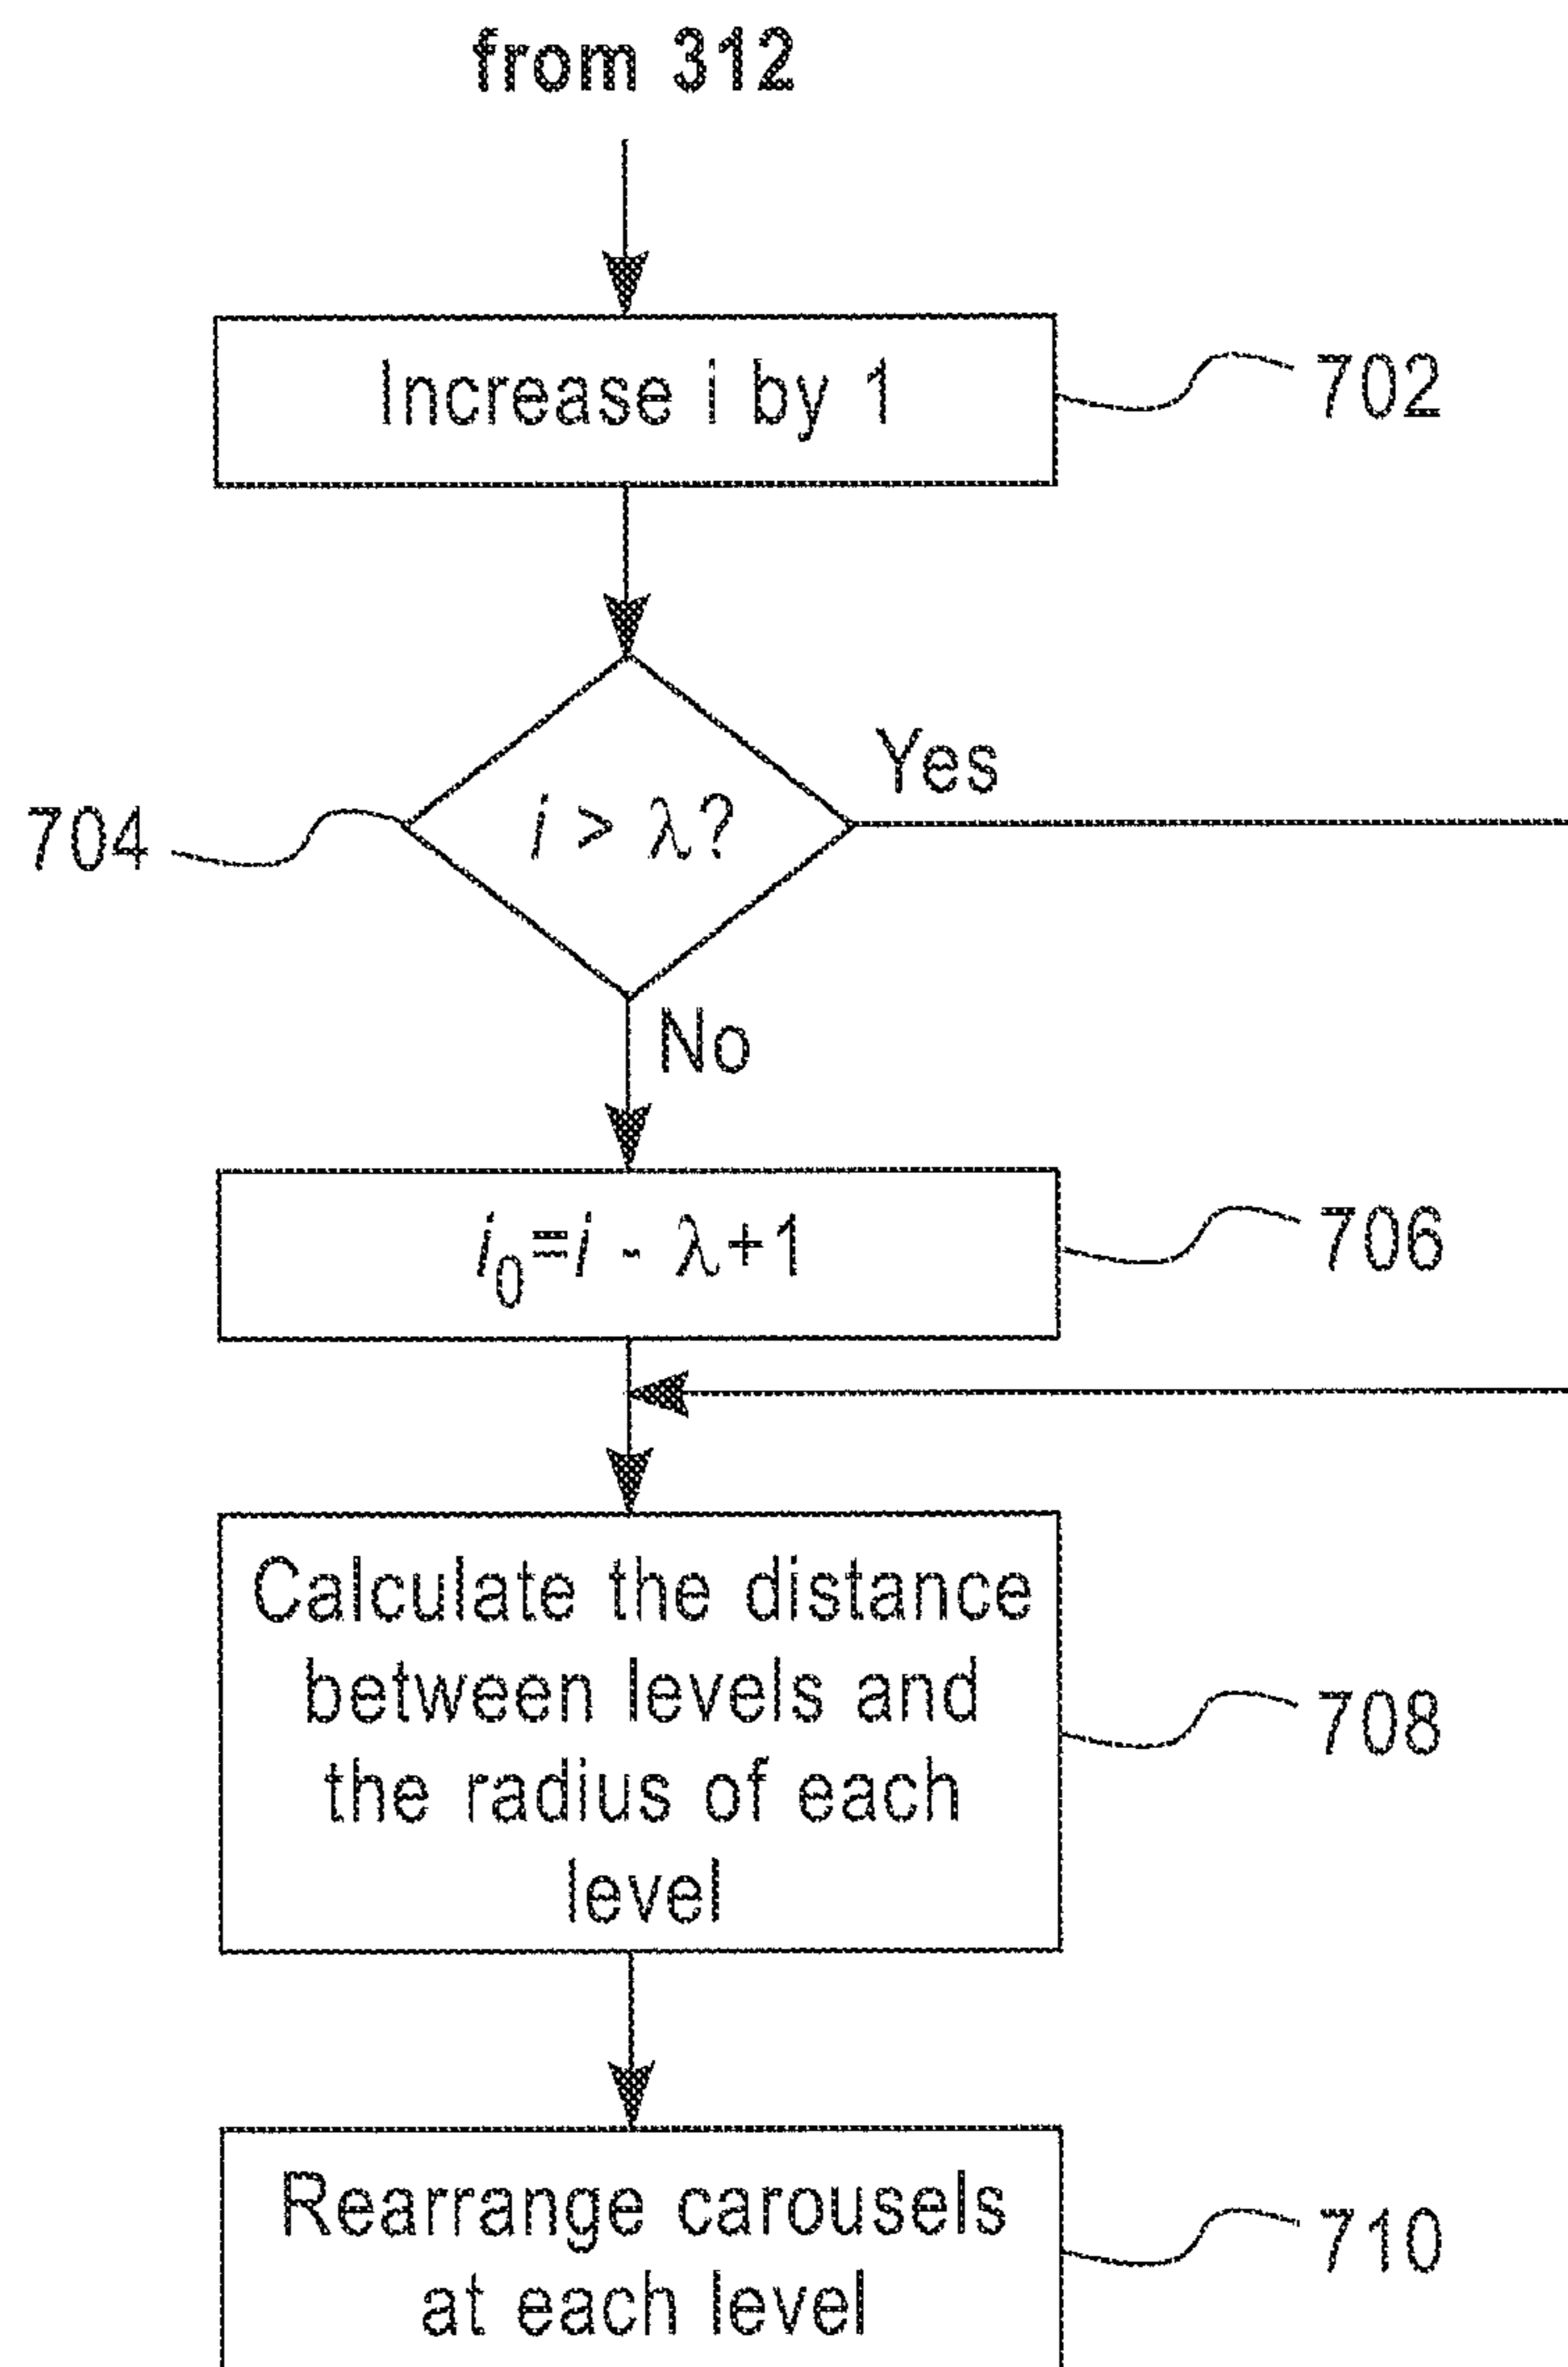 from 312
Increase i by 1
702
704
i > λ?
Yes
No
i₀=i - λ+1
706
Calculate the distance
between levels and
the radius of each
level
708
Rearrange carousels
at each level
710